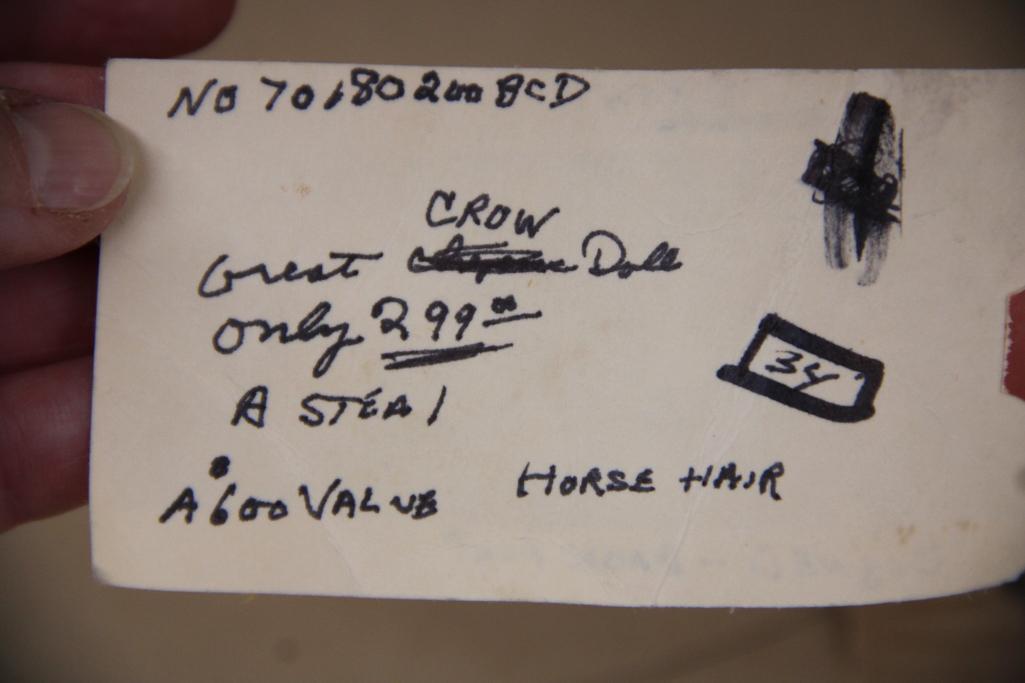 NO 70180200 BCD
CROW
Great Doll
only 299.00
A STEAL
A $600 VALUE
HORSE HAIR
34